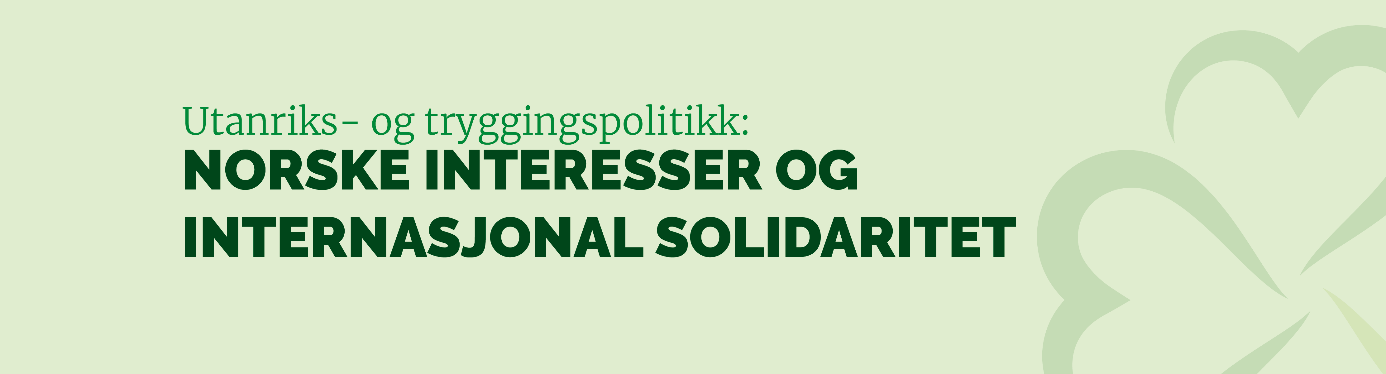 Utanriks- og tryggingspolitikk:
NORSKE INTERESSER OG
INTERNASJONAL SOLIDARITET